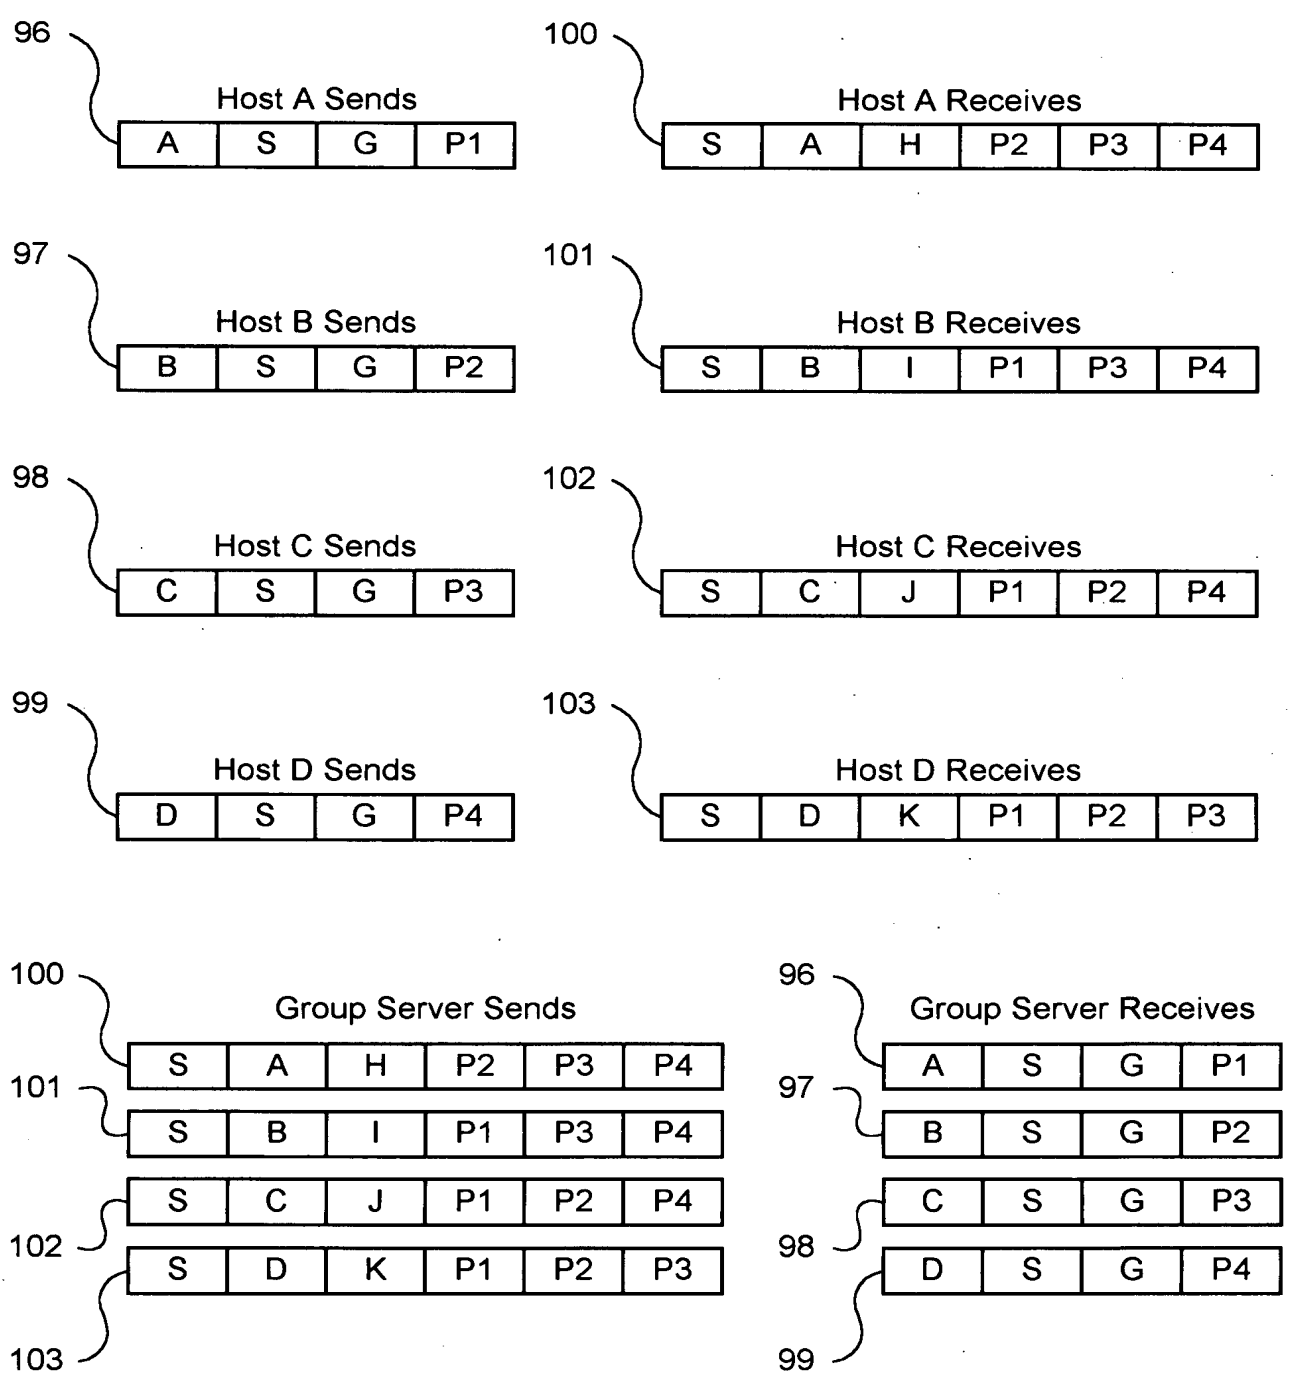 96 100
Host A Sends Host A Receives
A S G P1 S A H P2 P3 P4
97 101
Host B Sends Host B Receives
B S G P2 S B I P1 P3 P4
98 102
Host C Sends Host C Receives
C S G P3 S C J P1 P2 P4
99 103
Host D Sends Host D Receives
D S G P4 S D K P1 P2 P3
100 96
Group Server Sends Group Server Receives
S A H P2 P3 P4 A S G P1
101 97
S B I P1 P3 P4 B S G P2
S C J P1 P2 P4 C S G P3
102 98
S D K P1 P2 P3 D S G P4
103 99